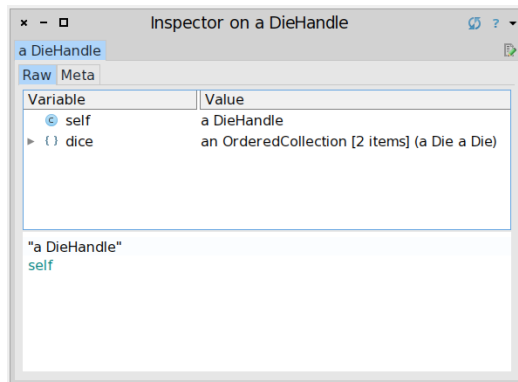 Inspector on a DieHandle
a DieHandle
Raw Meta
Variable Value
self a DieHandle
dice an OrderedCollection [2 items] (a Die a Die)
"a DieHandle"
self